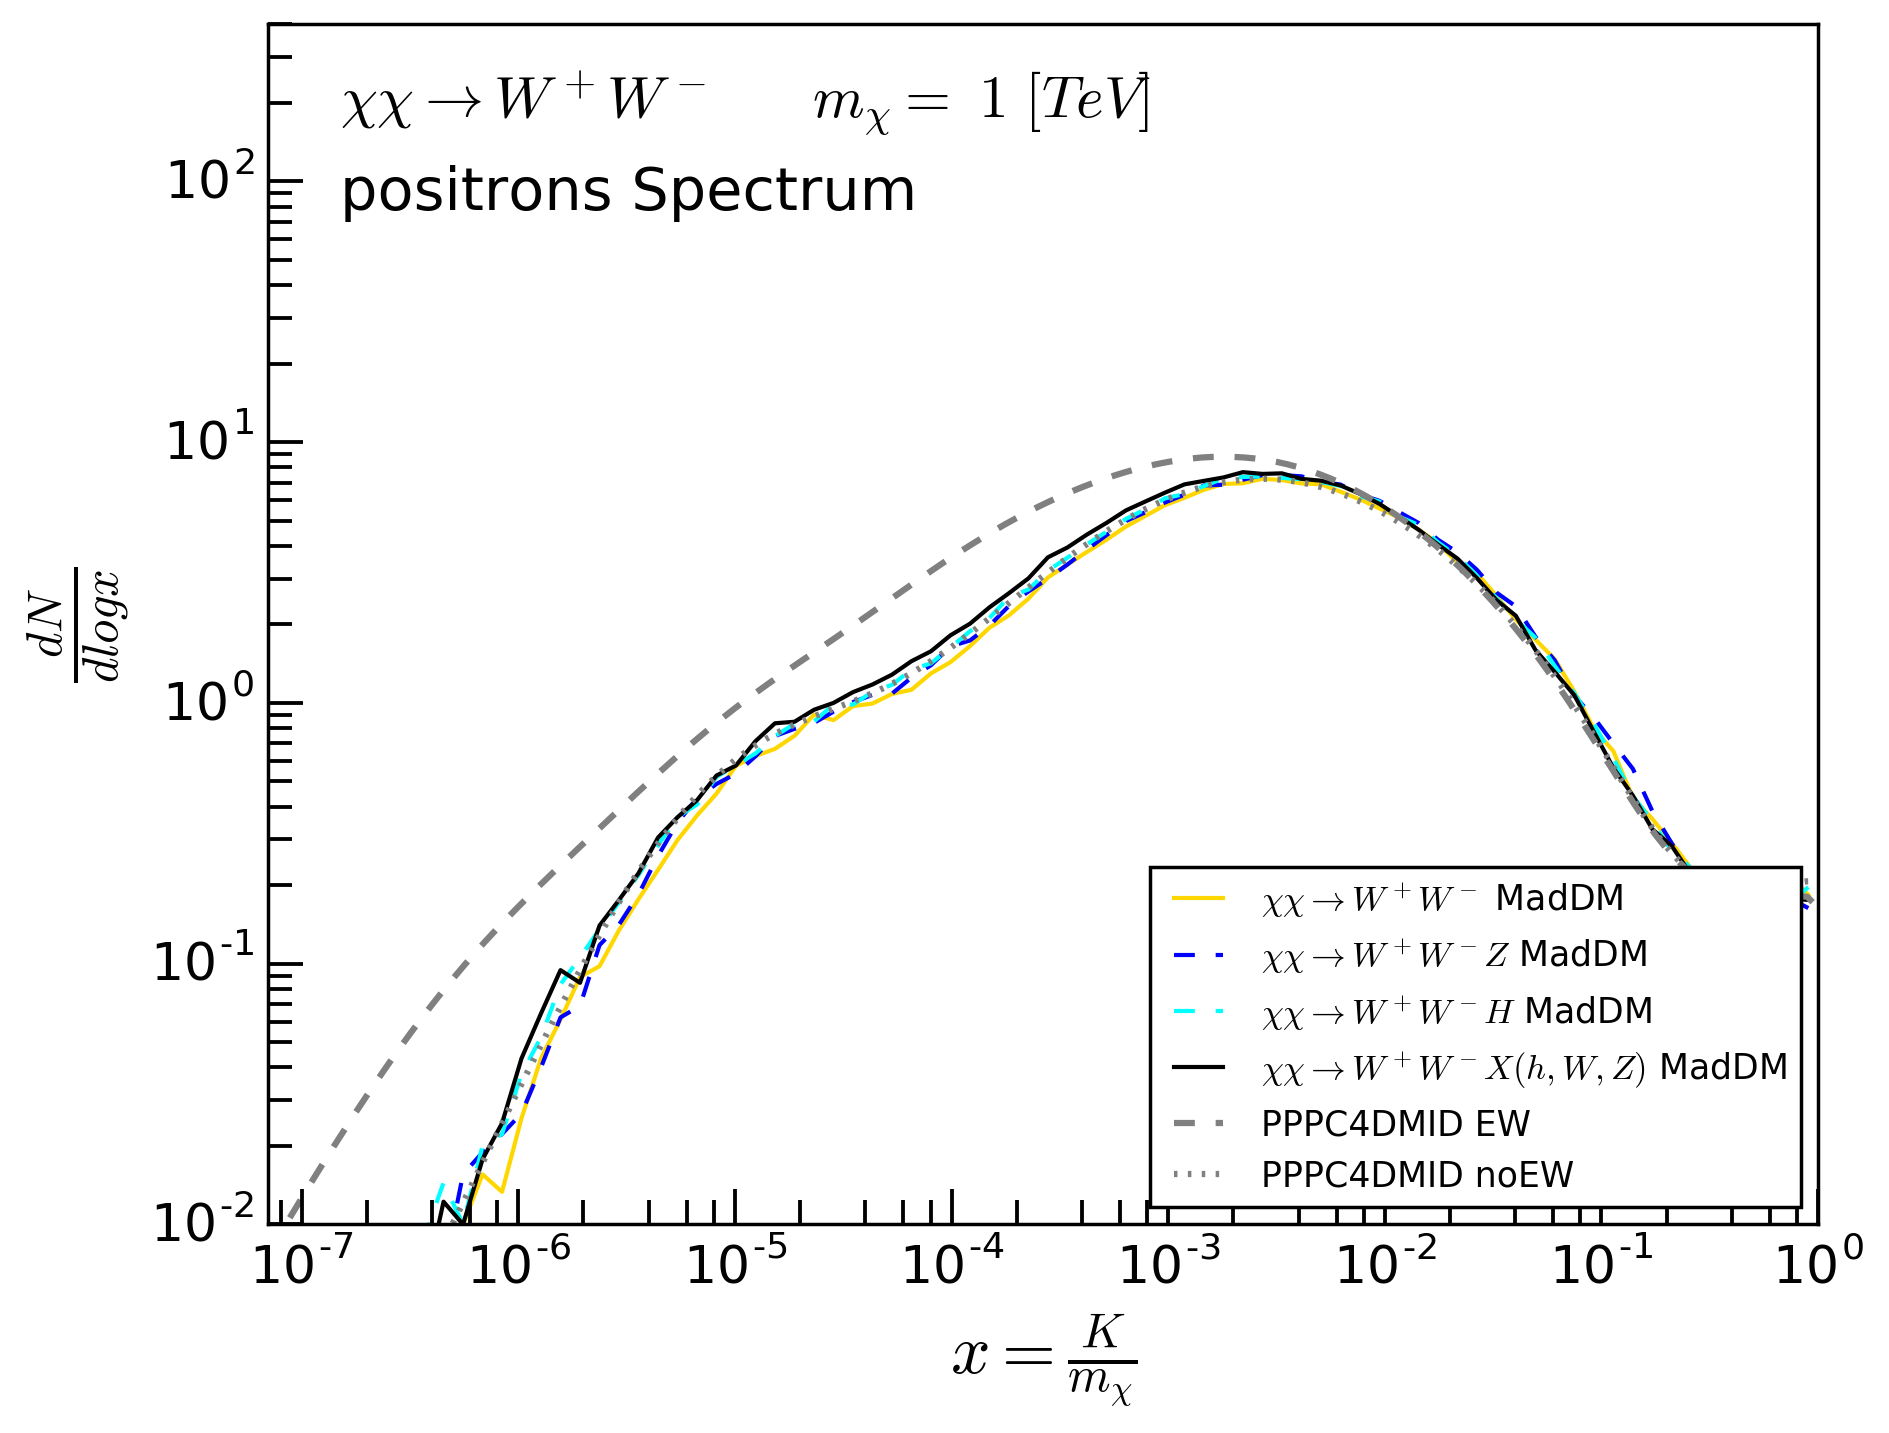 χχ → W⁺W⁻ m_χ = 1 [TeV]
positrons Spectrum
10²
10¹
10⁰
10⁻¹
10⁻²
dN/dlogx
χχ → W⁺W⁻ MadDM
χχ → W⁺W⁻Z MadDM
χχ → W⁺W⁻H MadDM
χχ → W⁺W⁻X(h, W, Z) MadDM
PPPC4DMID EW
PPPC4DMID noEW
10⁻⁷ 10⁻⁶ 10⁻⁵ 10⁻⁴ 10⁻³ 10⁻² 10⁻¹ 10⁰
x = K/m_χ